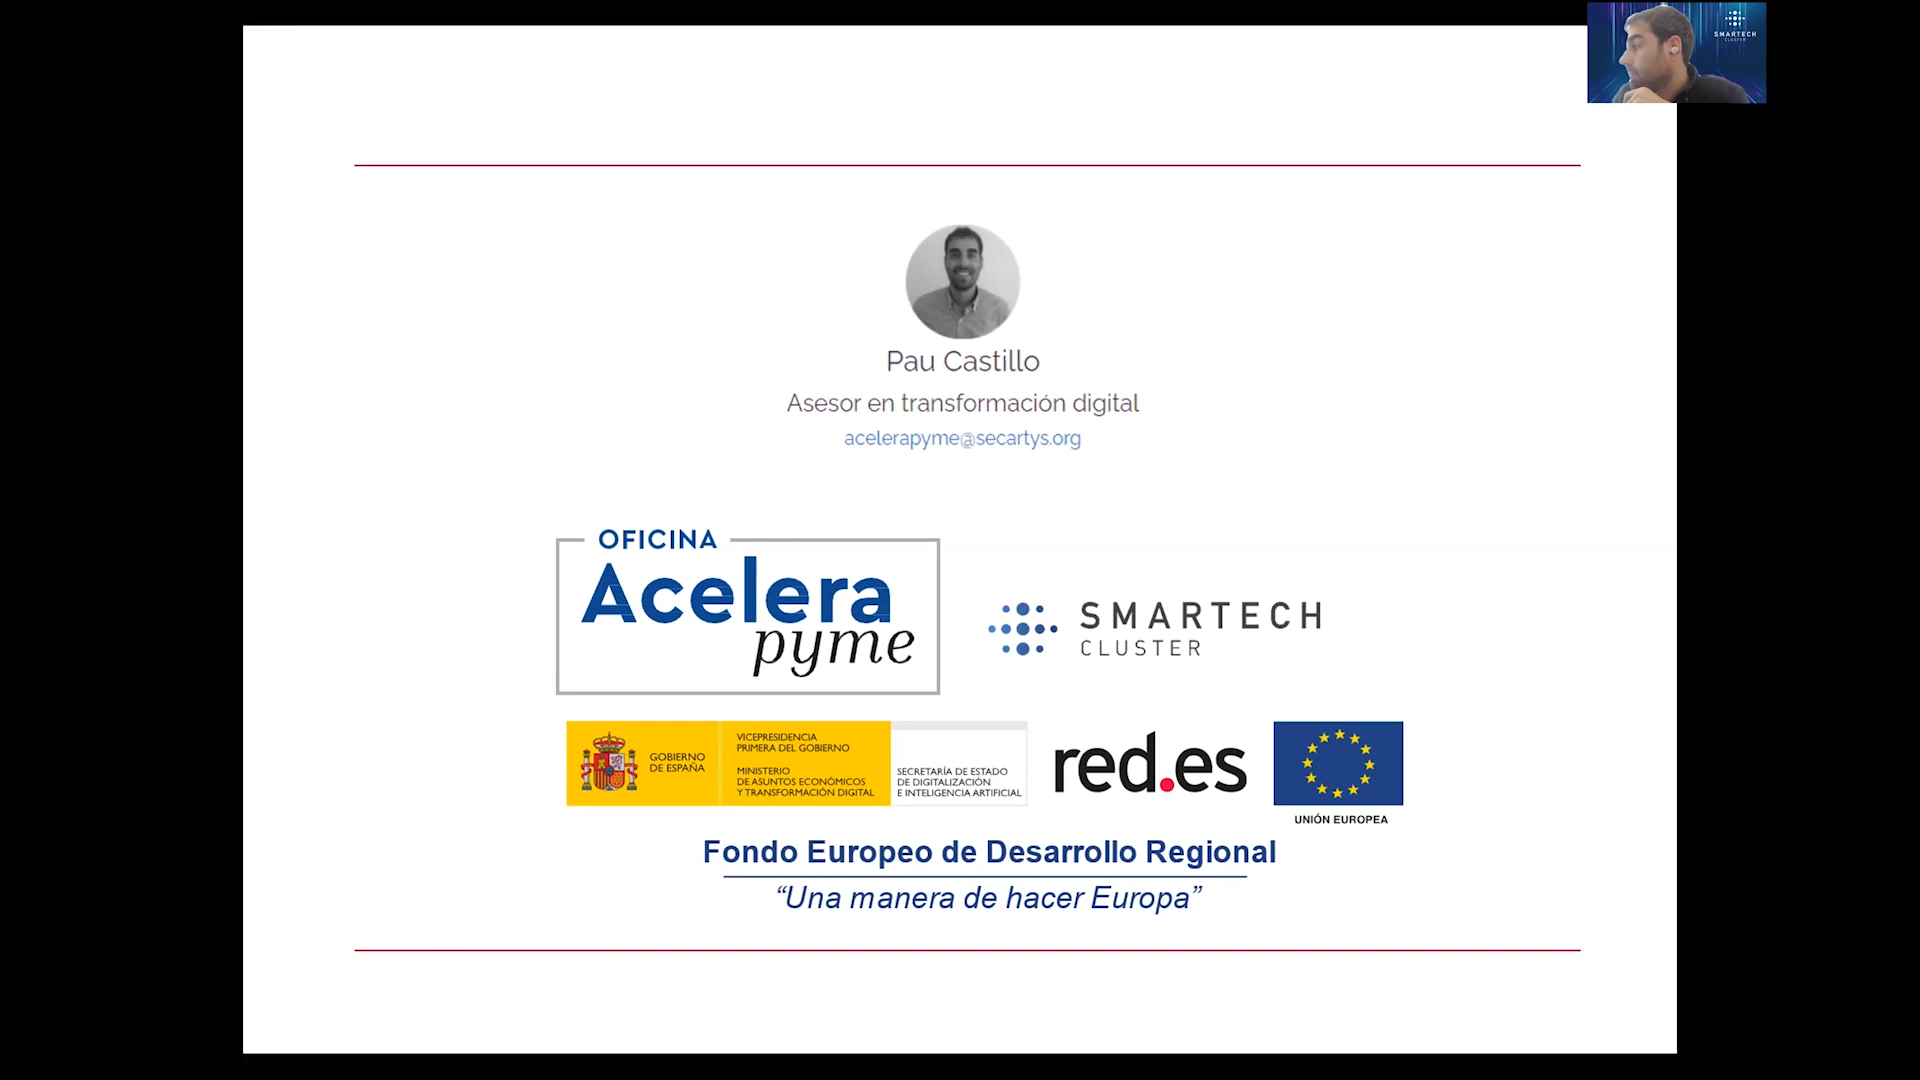 SMARTECH
CLUSTER
Pau Castillo
Asesor en transformación digital
acelerapyme@secartys.org
OFICINA
Acelera
pyme
SMARTECH
CLUSTER
GOBIERNO
DE ESPAÑA
VICEPRESIDENCIA
PRIMERA DEL GOBIERNO
MINISTERIO
DE ASUNTOS ECONÓMICOS
Y TRANSFORMACIÓN DIGITAL
SECRETARÍA DE ESTADO
DE DIGITALIZACIÓN
E INTELIGENCIA ARTIFICIAL
red.es
UNIÓN EUROPEA
Fondo Europeo de Desarrollo Regional
“Una manera de hacer Europa”